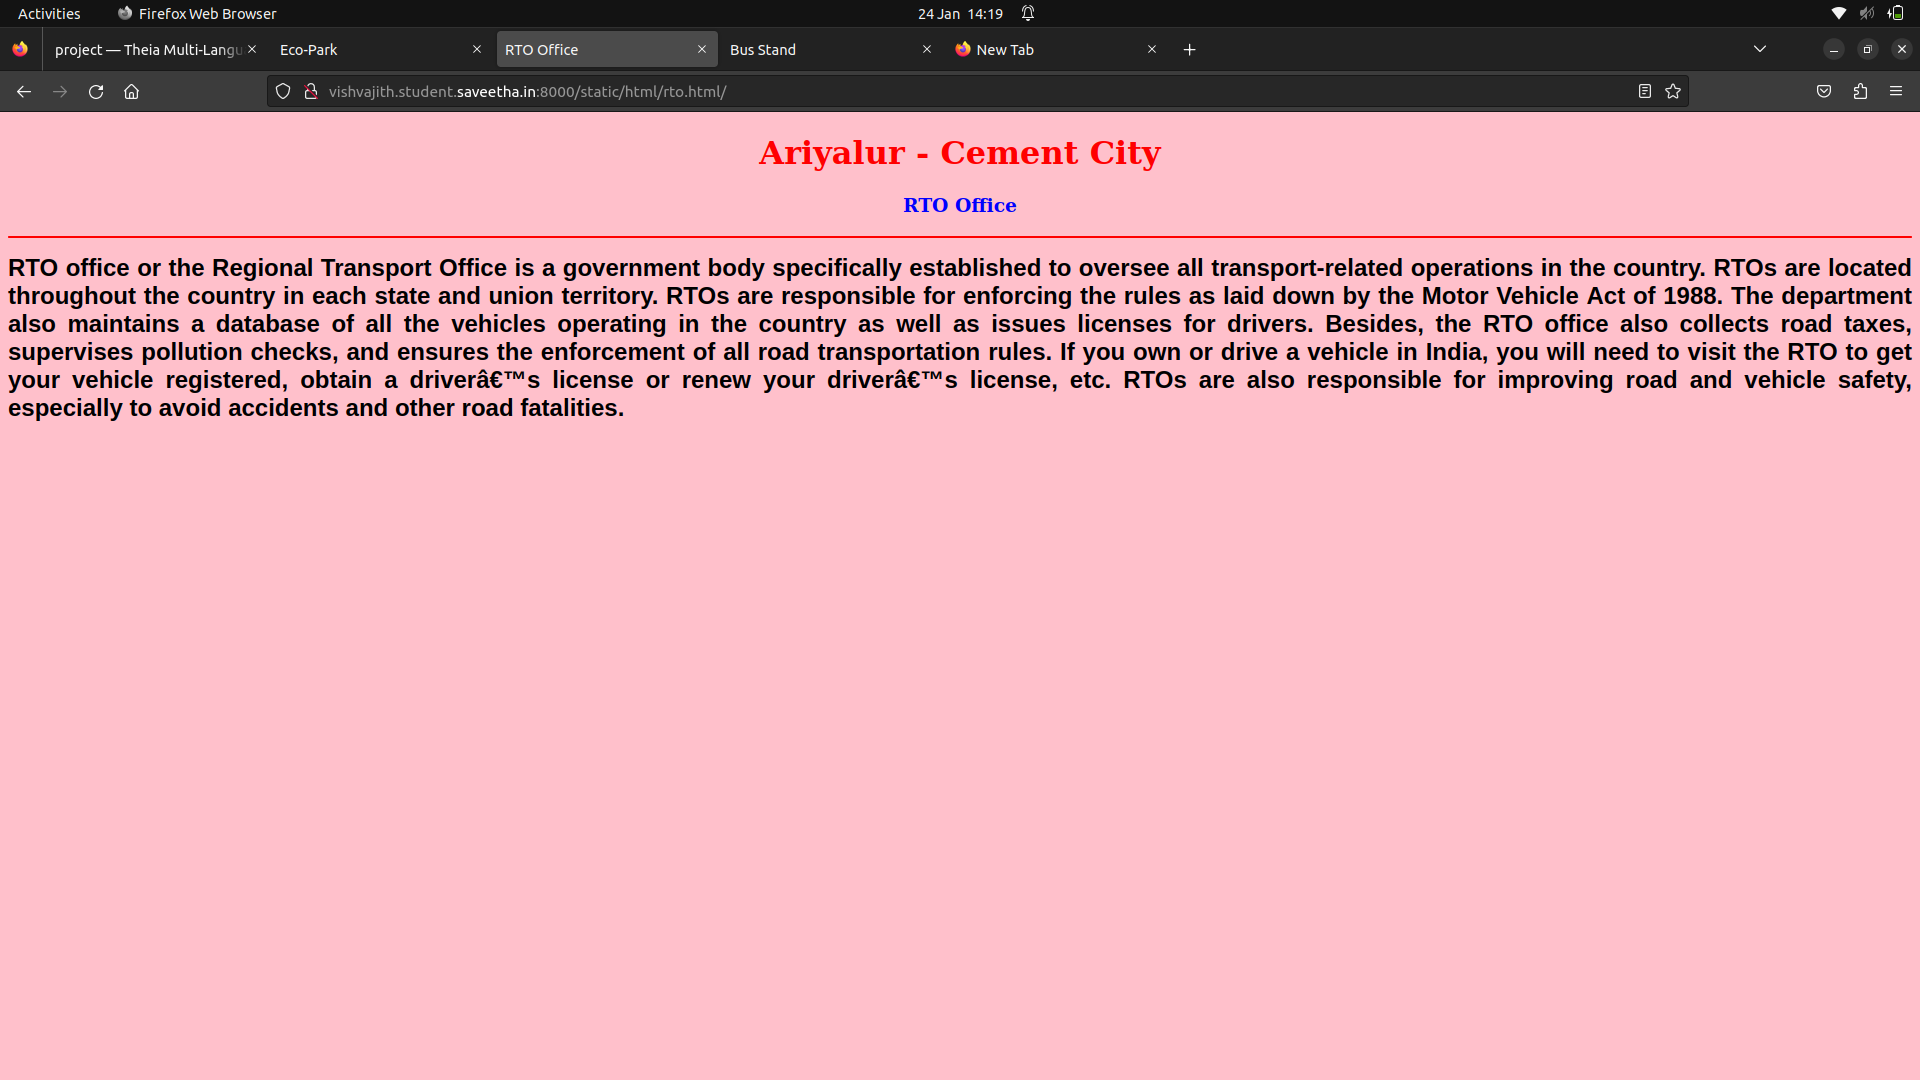 Activities
Firefox Web Browser
24 Jan 14:19
project — Theia Multi-Langu
Eco-Park
RTO Office
Bus Stand
New Tab
vishvajith.student.saveetha.in:8000/static/html/rto.html/
Ariyalur - Cement City
RTO Office
RTO office or the Regional Transport Office is a government body specifically established to oversee all transport-related operations in the country. RTOs are located
throughout the country in each state and union territory. RTOs are responsible for enforcing the rules as laid down by the Motor Vehicle Act of 1988. The department
also maintains a database of all the vehicles operating in the country as well as issues licenses for drivers. Besides, the RTO office also collects road taxes,
supervises pollution checks, and ensures the enforcement of all road transportation rules. If you own or drive a vehicle in India, you will need to visit the RTO to get
your vehicle registered, obtain a driverâ€™s license or renew your driverâ€™s license, etc. RTOs are also responsible for improving road and vehicle safety,
especially to avoid accidents and other road fatalities.